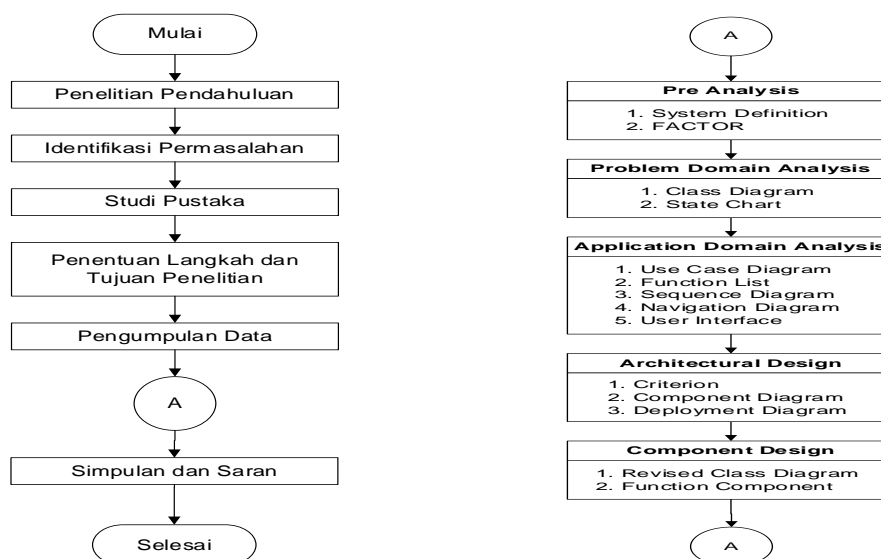 Mulai
Penelitian Pendahuluan
Identifikasi Permasalahan
Studi Pustaka
Penentuan Langkah dan
Tujuan Penelitian
Pengumpulan Data
A
Simpulan dan Saran
Selesai
A
Pre Analysis
1. System Definition
2. FACTOR
Problem Domain Analysis
1. Class Diagram
2. State Chart
Application Domain Analysis
1. Use Case Diagram
2. Function List
3. Sequence Diagram
4. Navigation Diagram
5. User Interface
Architectural Design
1. Criterion
2. Component Diagram
3. Deployment Diagram
Component Design
1. Revised Class Diagram
2. Function Component
A